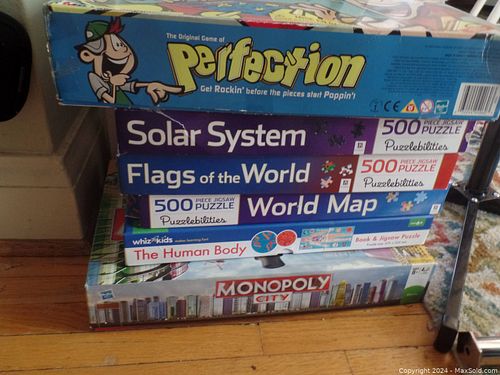 The Original Game of
Perfection
Get Rockin' before the pieces start Poppin'!
Solar System
500 PIECE JIGSAW PUZZLE
Puzzlebilities
Flags of the World
500 PIECE JIGSAW PUZZLE
Puzzlebilities
500 PIECE JIGSAW PUZZLE
Puzzlebilities
World Map
whiz kids
The Human Body
Book & Jigsaw Puzzle
MONOPOLY
CITY
Copyright 2024 - MaxSold.com